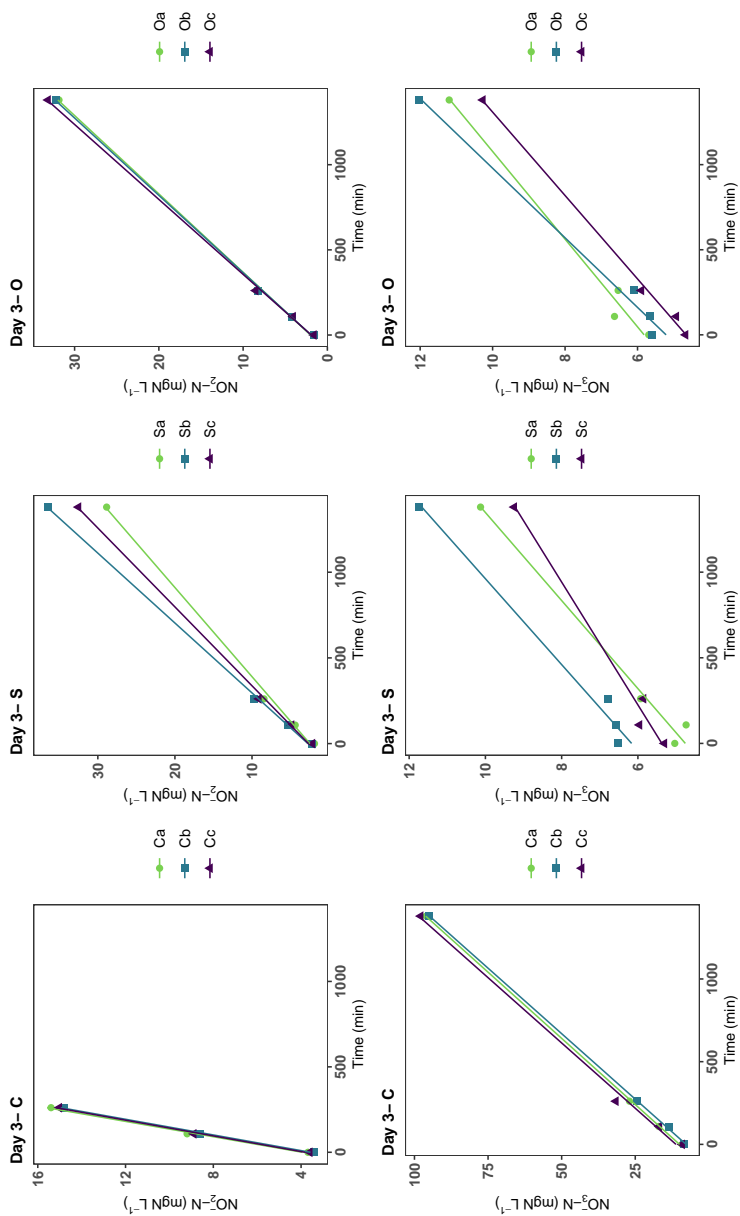 Day 3– C
NO₂⁻–N (mgN L⁻¹)
16
12
8
4
0 500 1000
Time (min)
Ca
Cb
Cc
Day 3– S
NO₂⁻–N (mgN L⁻¹)
30
20
10
0 500 1000
Time (min)
Sa
Sb
Sc
Day 3– O
NO₂⁻–N (mgN L⁻¹)
30
20
10
0
0 500 1000
Time (min)
Oa
Ob
Oc
Day 3– C
NO₃⁻–N (mgN L⁻¹)
100
75
50
25
0 500 1000
Time (min)
Ca
Cb
Cc
Day 3– S
NO₃⁻–N (mgN L⁻¹)
12
10
8
6
0 500 1000
Time (min)
Sa
Sb
Sc
Day 3– O
NO₃⁻–N (mgN L⁻¹)
12
10
8
6
0 500 1000
Time (min)
Oa
Ob
Oc